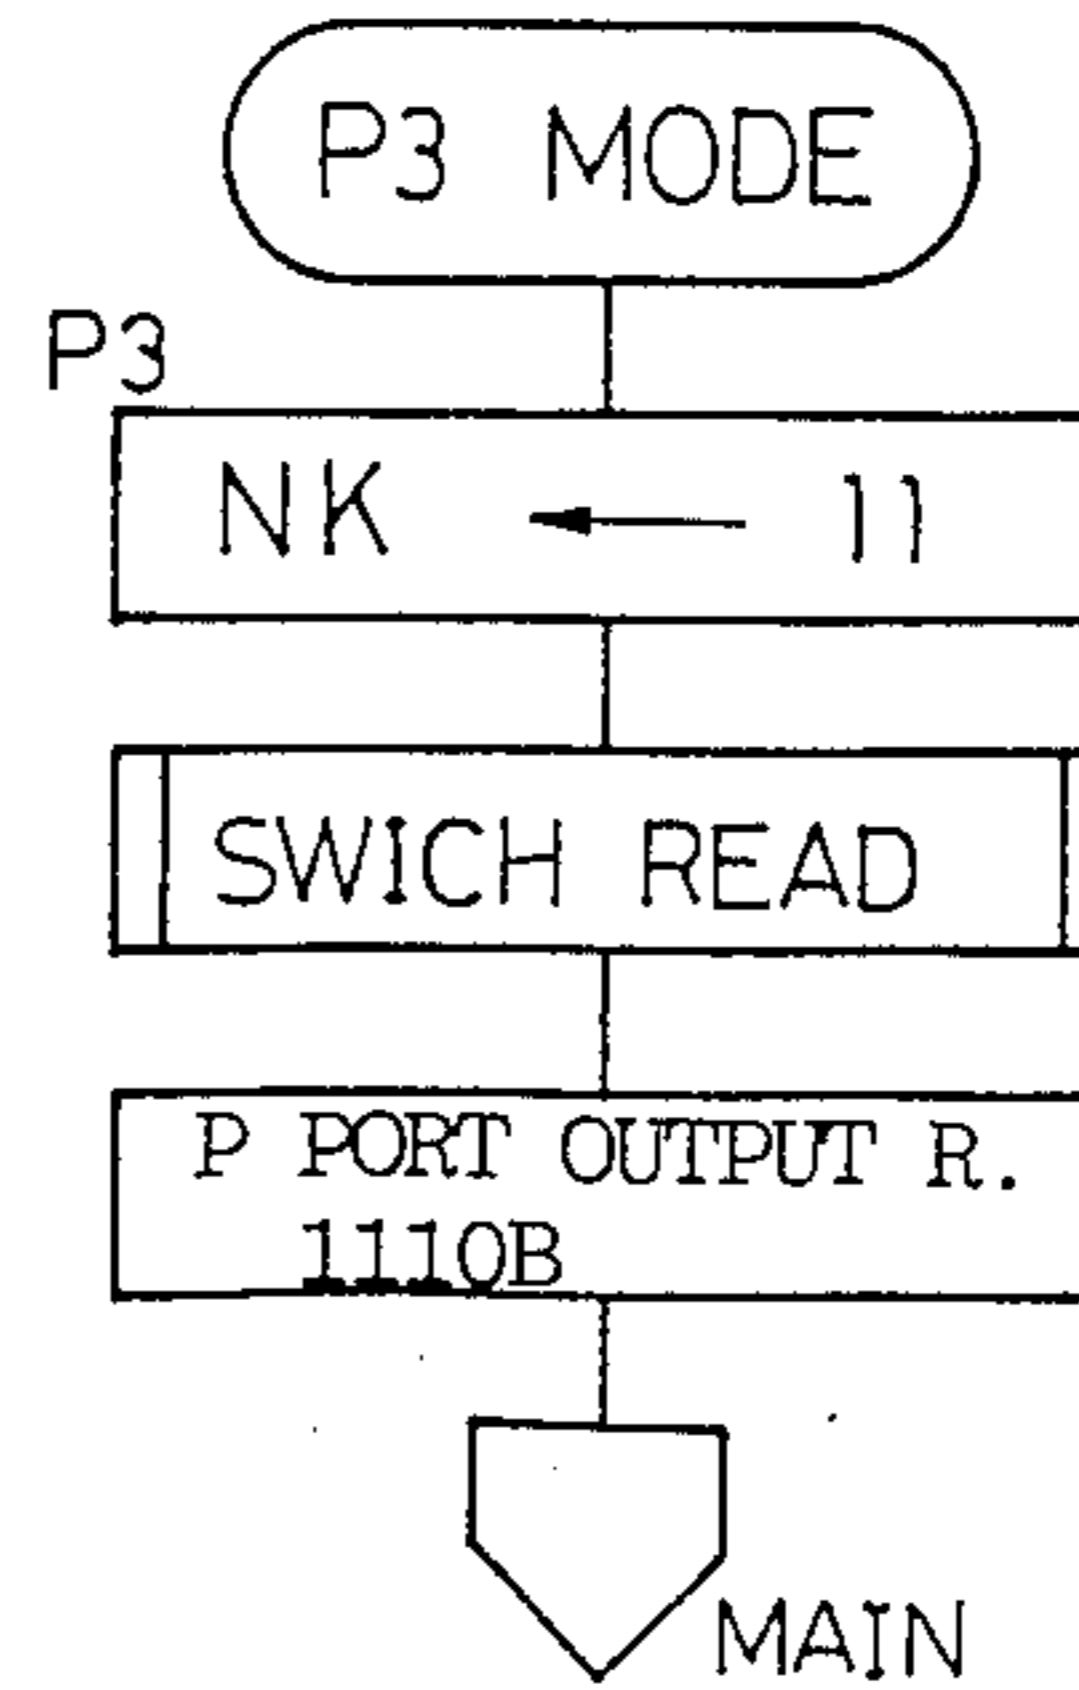 P3 MODE
P3
NK ← 11
SWICH READ
P PORT OUTPUT R.
1110B
MAIN